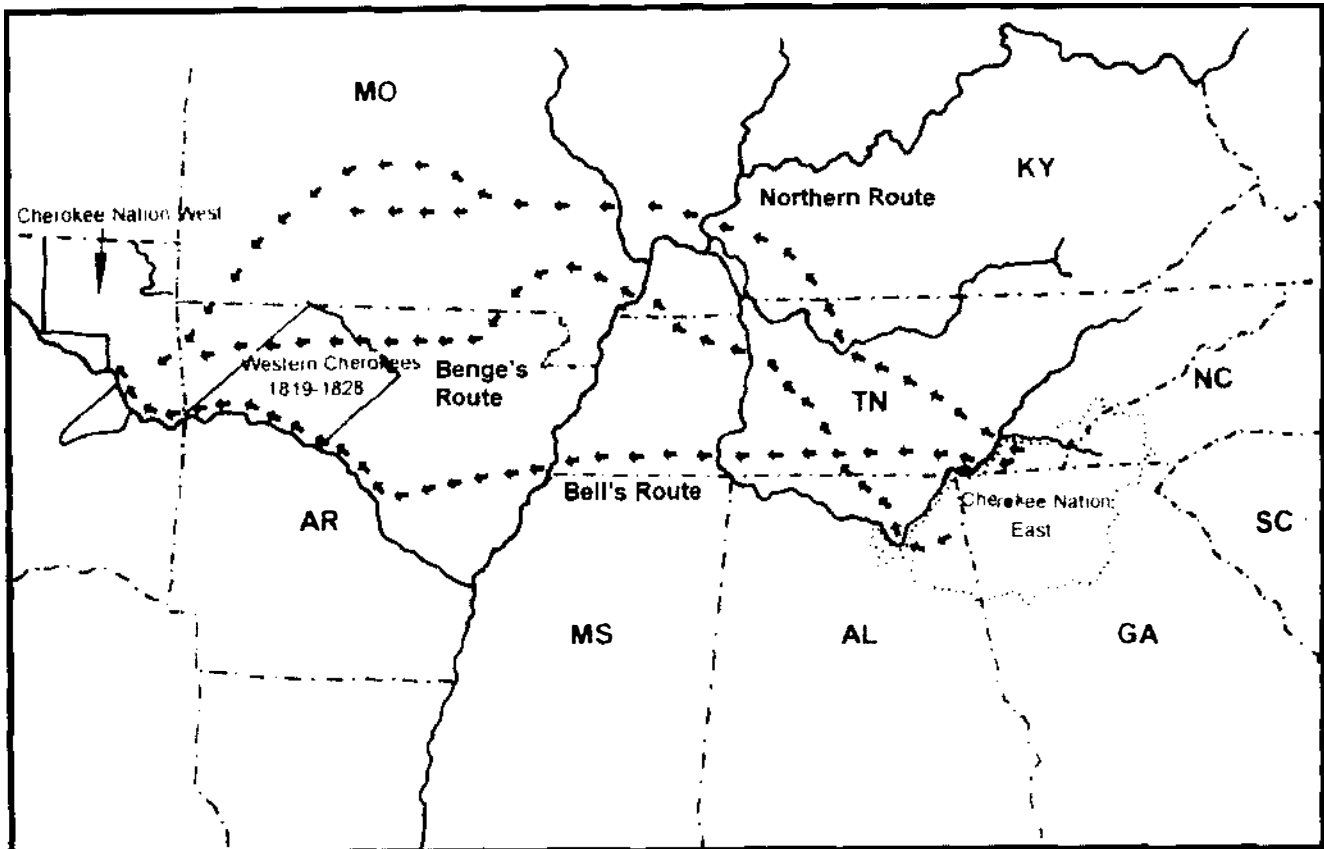 MO
KY
Northern Route
Cherokee Nation West
Western Cherokees
1819-1828
Benge's
Route
TN
NC
Bell's Route
Cherokee Nation
East
AR
SC
MS
AL
GA